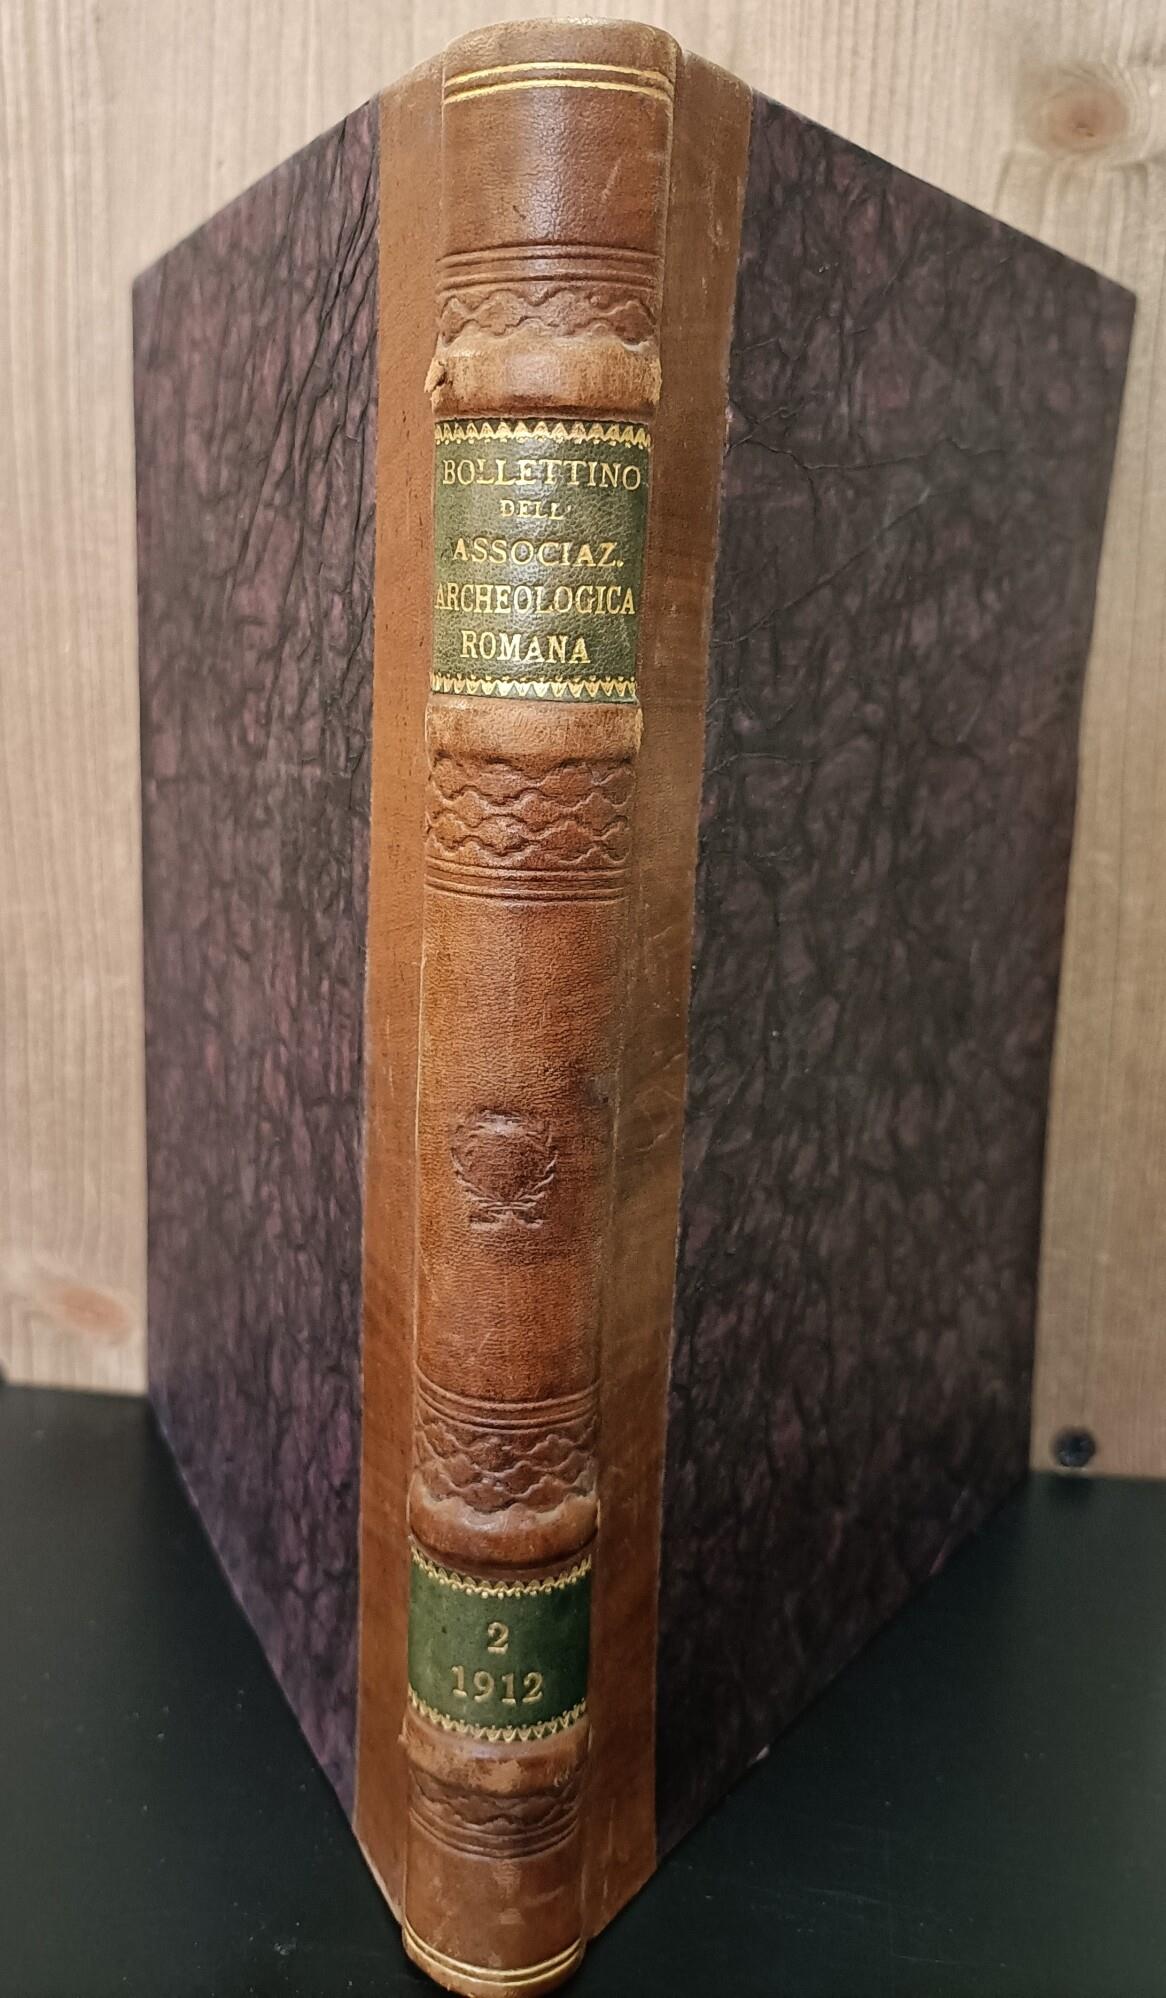 BOLLETTINO
DELL'
ASSOCIAZ.
ARCHEOLOGICA
ROMANA
2
1912